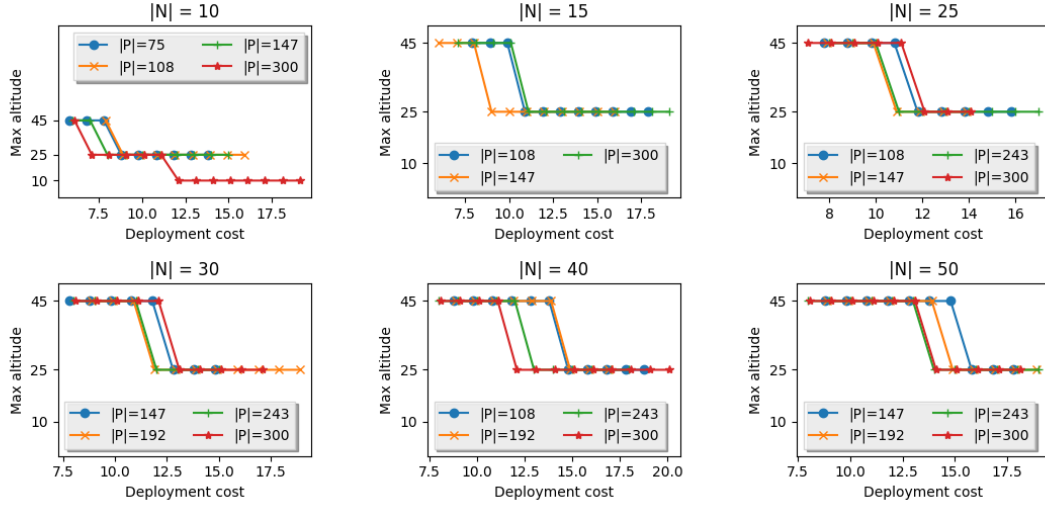 |N| = 10
|N| = 15
|N| = 25
Max altitude
45
25
10
|P|=75
|P|=147
|P|=108
|P|=300
7.5 10.0 12.5 15.0 17.5
Deployment cost
Max altitude
45
25
10
|P|=108
|P|=300
|P|=147
5.0 7.5 10.0 12.5 15.0 17.5
Deployment cost
Max altitude
45
25
10
|P|=108
|P|=243
|P|=147
|P|=300
8 10 12 14 16
Deployment cost
|N| = 30
|N| = 40
|N| = 50
Max altitude
45
25
10
|P|=147
|P|=243
|P|=192
|P|=300
7.5 10.0 12.5 15.0 17.5
Deployment cost
Max altitude
45
25
10
|P|=108
|P|=243
|P|=192
|P|=300
7.5 10.0 12.5 15.0 17.5 20.0
Deployment cost
Max altitude
45
25
10
|P|=147
|P|=243
|P|=192
|P|=300
7.5 10.0 12.5 15.0 17.5
Deployment cost